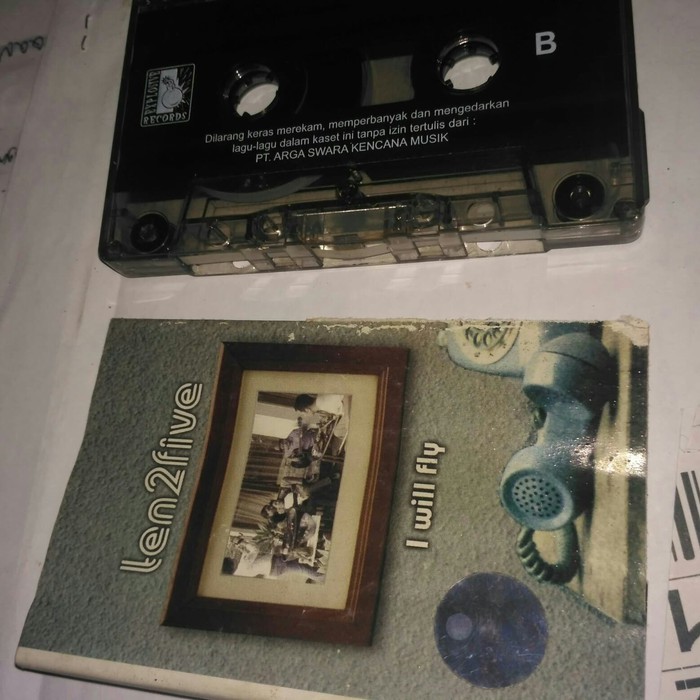 B
EXPLOSIVE
RECORDS
Dilarang keras merekam, memperbanyak dan mengedarkan
lagu-lagu dalam kaset ini tanpa izin tertulis dari :
PT. ARGA SWARA KENCANA MUSIK
ten2five
I will fly